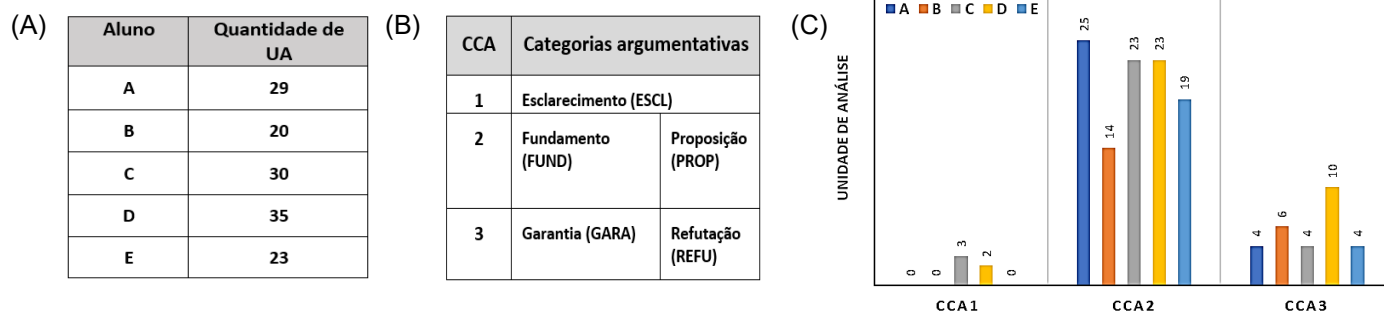 (A)
Aluno Quantidade de
UA
A 29
B 20
C 30
D 35
E 23
(B)
CCA Categorias argumentativas
1 Esclarecimento (ESCL)
2 Fundamento Proposição
(FUND) (PROP)
3 Garantia (GARA) Refutação
(REFU)
(C)
A B C D E
UNIDADE DE ANÁLISE
0 0 3 2 0
25 14 23 23 19
4 6 4 10 4
CCA1 CCA2 CCA3